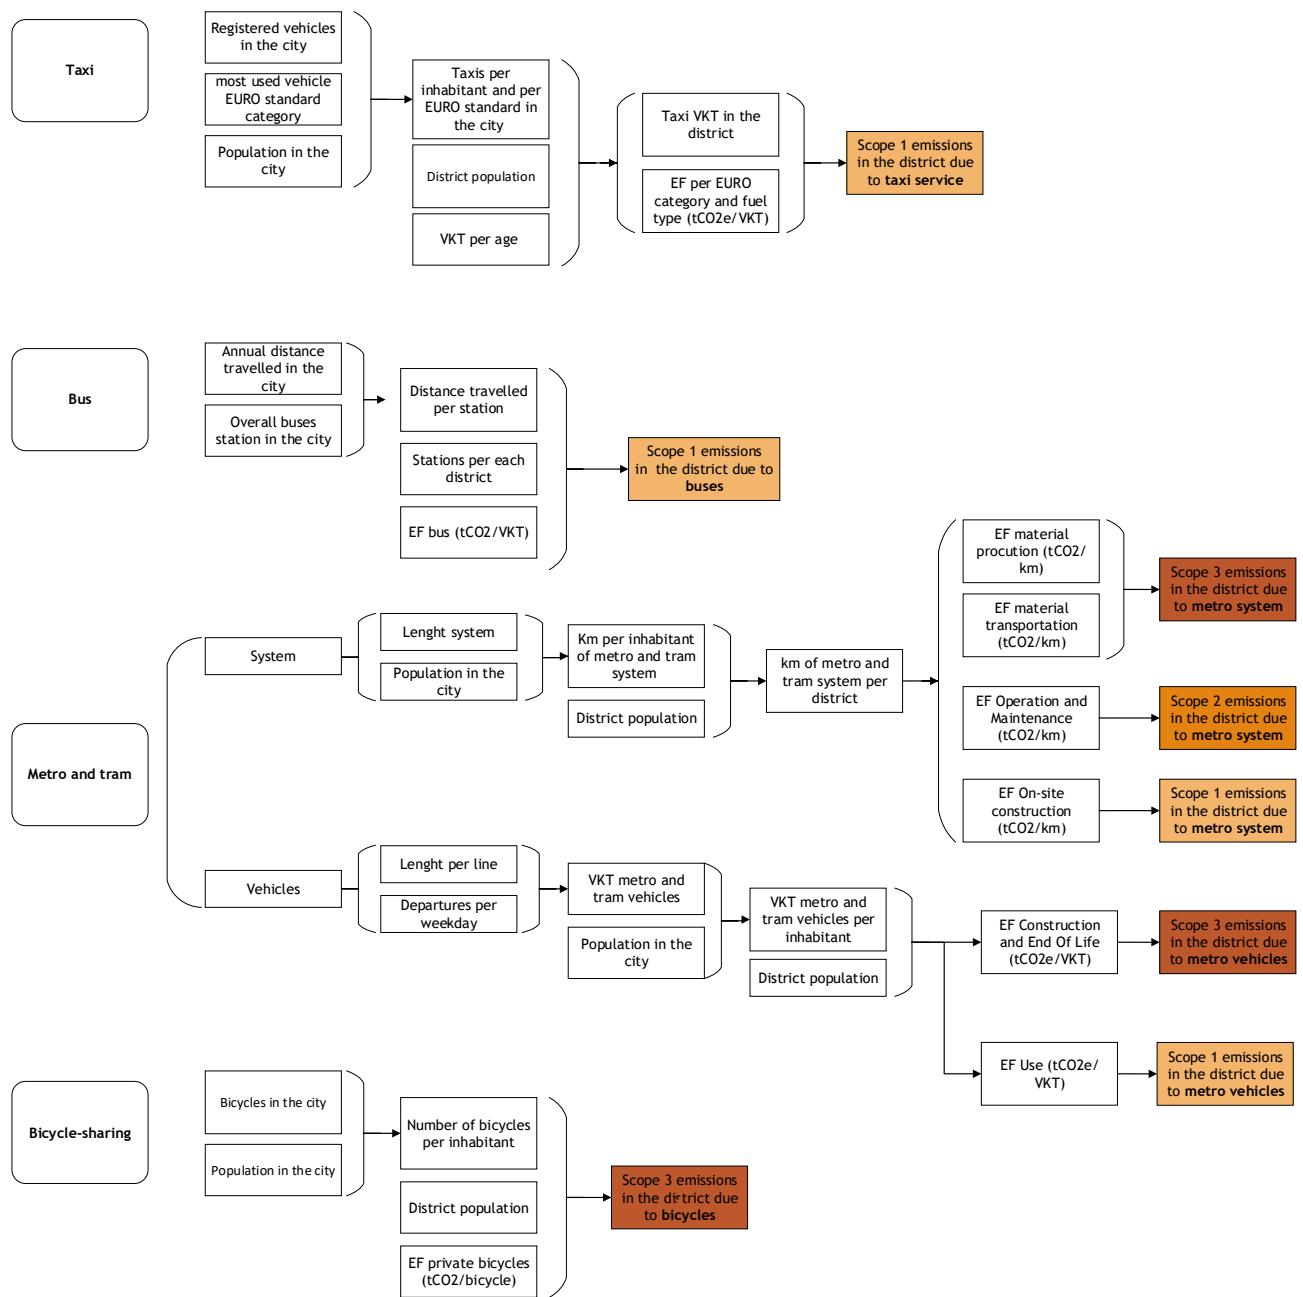 Taxi
Registered vehicles
in the city
most used vehicle
EURO standard
category
Population in the
city
Taxis per
inhabitant and per
EURO standard in
the city
District population
VKT per age
Taxi VKT in the
district
EF per EURO
category and fuel
type (tCO2e/VKT)
Scope 1 emissions
in the district due
to taxi service
Bus
Annual distance
travelled in the
city
Overall buses
station in the city
Distance travelled
per station
Stations per each
district
EF bus (tCO2/VKT)
Scope 1 emissions
in the district due to
buses
Metro and tram
System
Lenght system
Population in the
city
Km per inhabitant
of metro and tram
system
District population
km of metro and
tram system per
district
EF material
procution (tCO2/
km)
EF material
transportation
(tCO2/km)
Scope 3 emissions
in the district due
to metro system
EF Operation and
Maintenance
(tCO2/km)
Scope 2 emissions
in the district due
to metro system
EF On-site
construction
(tCO2/km)
Scope 1 emissions
in the district due
to metro system
Vehicles
Lenght per line
Departures per
weekday
VKT metro and
tram vehicles
Population in the
city
VKT metro and
tram vehicles per
inhabitant
District population
EF Construction
and End Of Life
(tCO2e/VKT)
Scope 3 emissions
in the district due
to metro vehicles
EF Use (tCO2e/
VKT)
Scope 1 emissions
in the district due
to metro vehicles
Bicycle-sharing
Bicycles in the city
Population in the city
Number of bicycles
per inhabitant
District population
EF private bicycles
(tCO2/bicycle)
Scope 3 emissions
in the district due
to bicycles